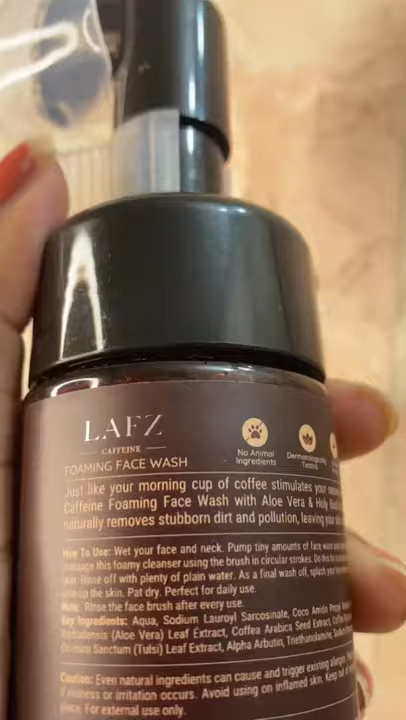 LAFZ
CAFFEINE
FOAMING FACE WASH
No Animal
Ingredients
Dermatologically
Tested
Just like your morning cup of coffee stimulates your
Caffeine Foaming Face Wash with Aloe Vera & Holy
naturally removes stubborn dirt and pollution, leaving your
How To Use: Wet your face and neck. Pump tiny amounts of face wash
massage this foamy cleanser using the brush in circular strokes. Do this for
skin. Rinse off with plenty of plain water. As a final wash off, splash
the skin. Pat dry. Perfect for daily use.
Note: Rinse the face brush after every use.
Key Ingredients: Aqua, Sodium Lauroyl Sarcosinate, Coco Amido Propyl
(Aloe Vera) Leaf Extract, Coffea Arabica Seed Extract,
Ocimum Sanctum (Tulsi) Leaf Extract, Alpha Arbutin, Triethanolamine,
Caution: Even natural ingredients can cause and trigger existing allergies.
if redness or irritation occurs. Avoid using on inflamed skin. Keep out of
place. For external use only.